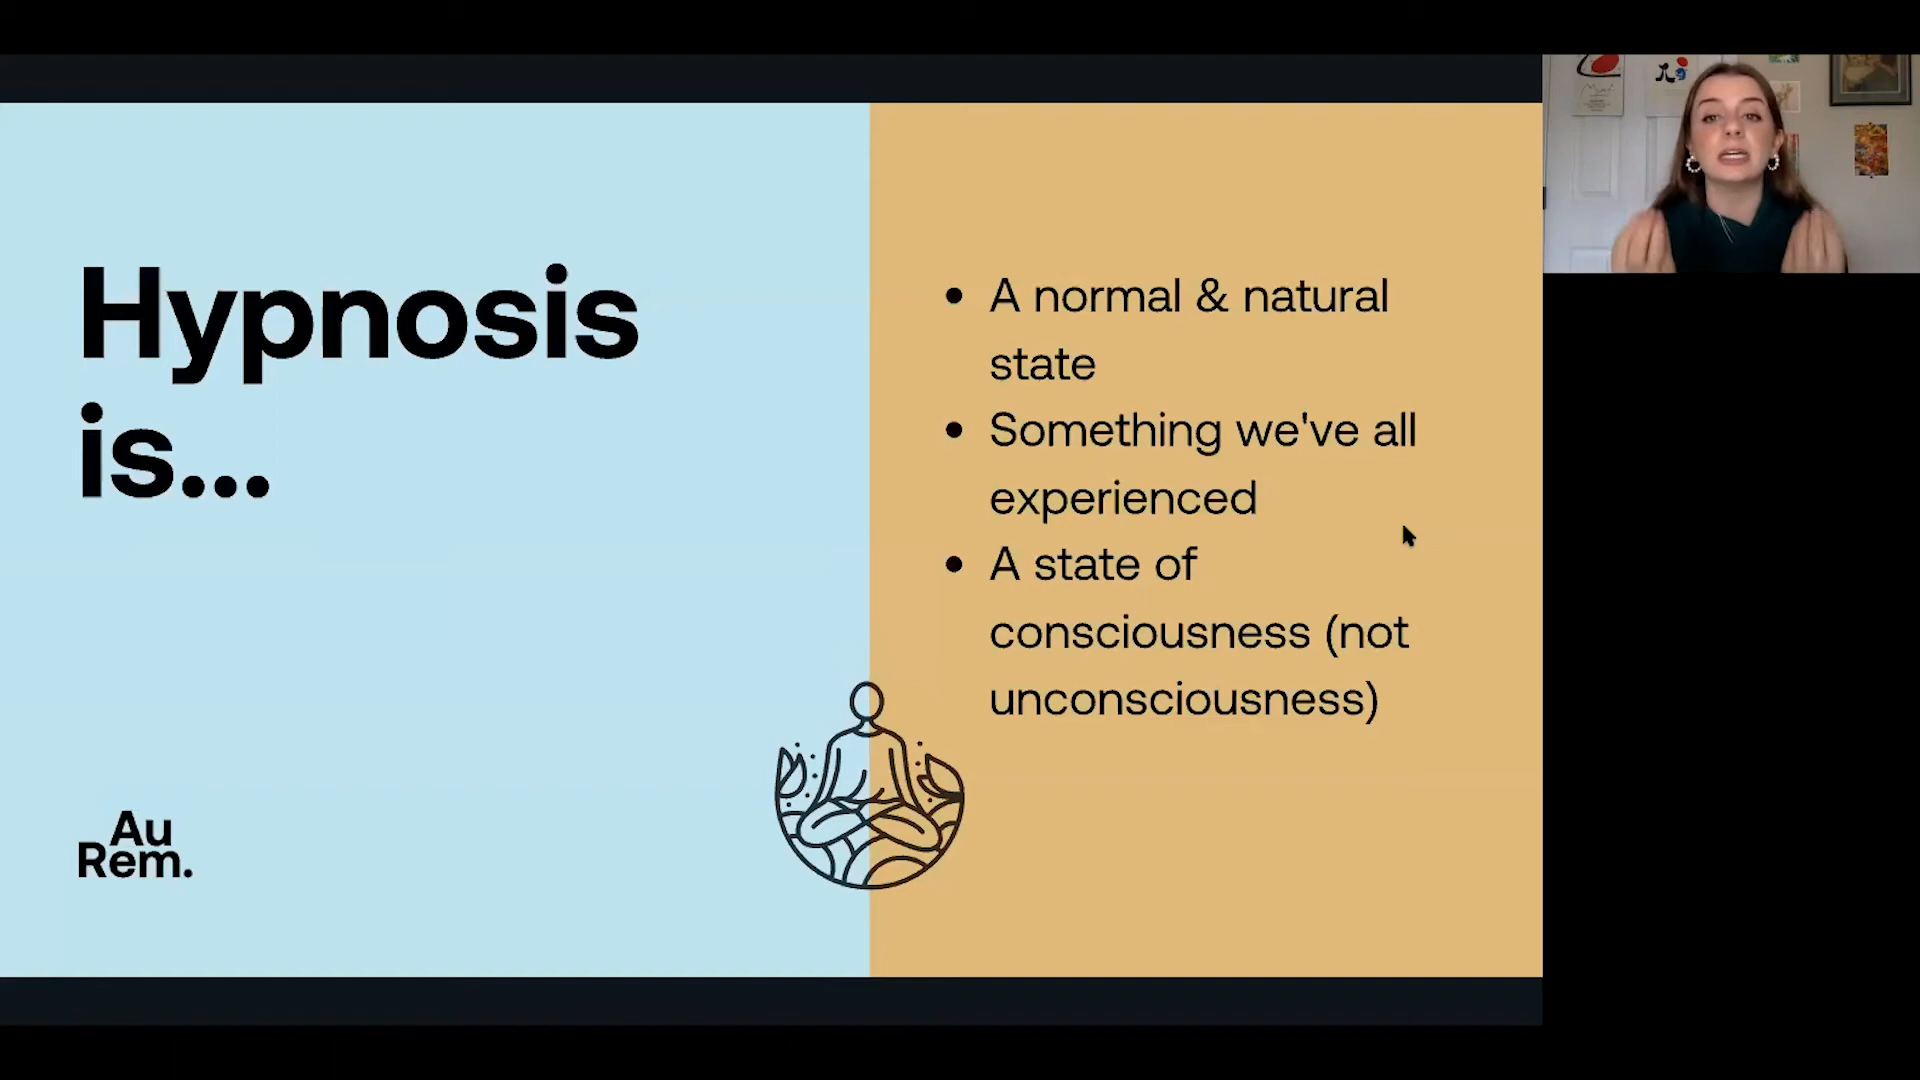 Hypnosis
is...
• A normal & natural
state
• Something we've all
experienced
• A state of
consciousness (not
unconsciousness)
Au
Rem.